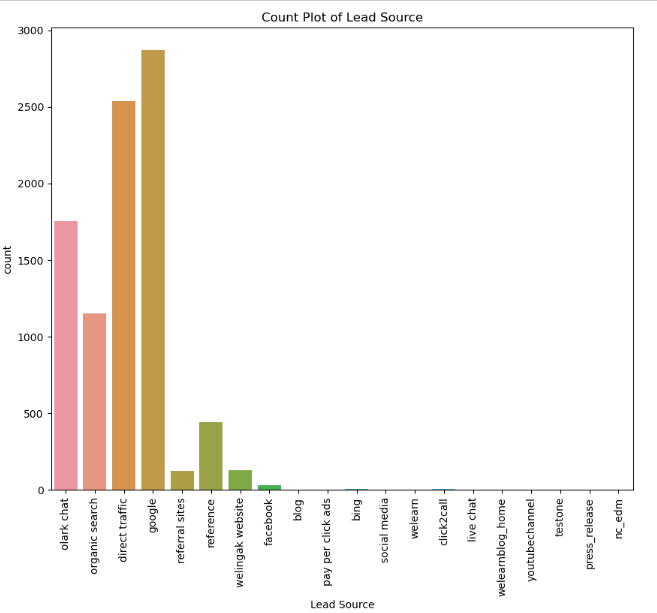 Count Plot of Lead Source
3000
2500
2000
1500
1000
500
0
count
olark chat
organic search
direct traffic
google
referral sites
reference
welingak website
facebook
blog
pay per click ads
bing
social media
welearn
click2call
live chat
welearnblog_home
youtubechannel
testone
press_release
nc_edm
Lead Source